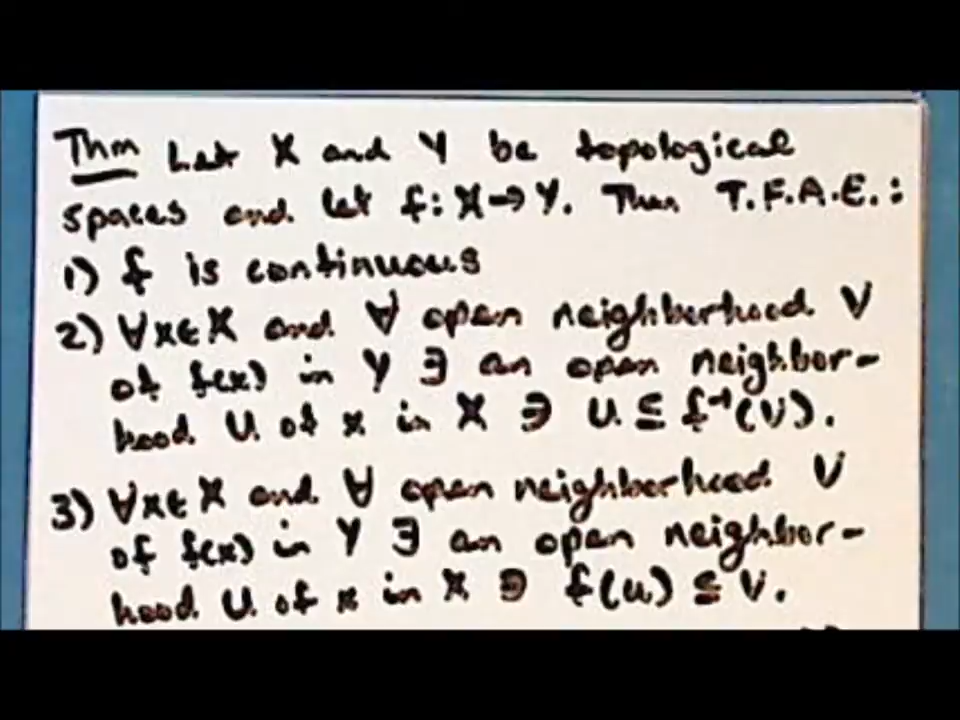 Thm Let X and Y be topological
spaces and let f: X → Y. Then T.F.A.E.:
1) f is continuous
2) ∀x∈X and ∀ open neighborhood V
of f(x) in Y ∃ an open neighbor-
hood U of x in X ∋ U ⊆ f⁻¹(V).
3) ∀x∈X and ∀ open neighborhood V
of f(x) in Y ∃ an open neighbor-
hood U of x in X ∋ f(U) ⊆ V.